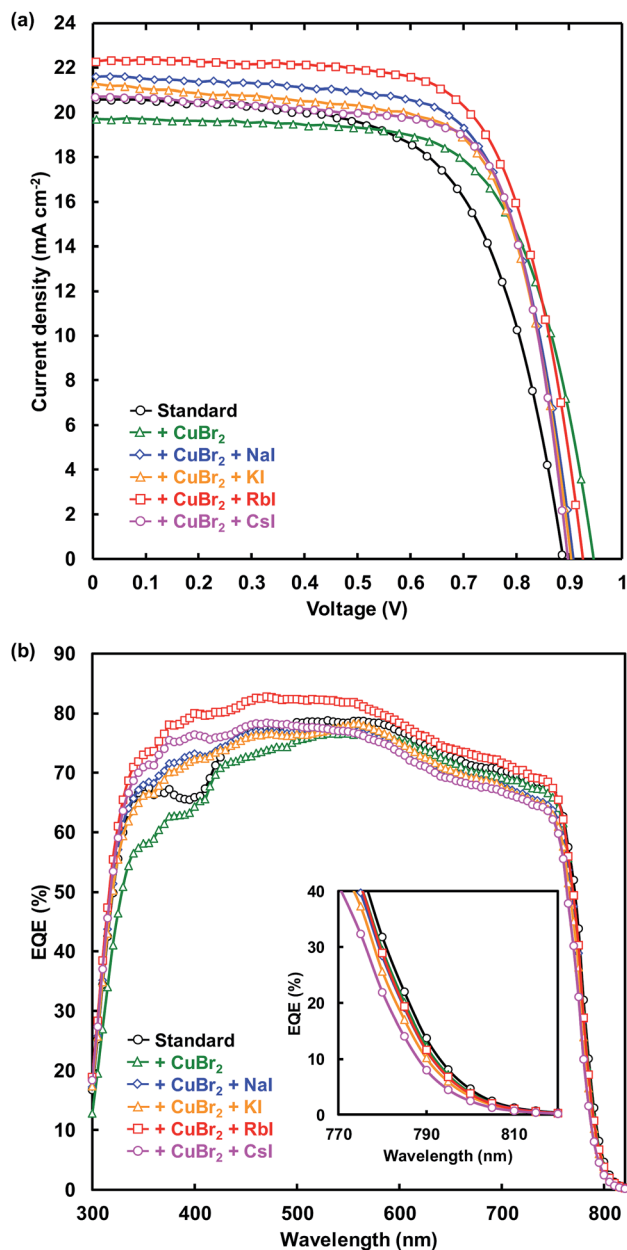 (a)
24
22
20
18
16
14
12
10
8
6
4
2
0
Current density (mA cm⁻²)
Standard
+ CuBr₂
+ CuBr₂ + NaI
+ CuBr₂ + KI
+ CuBr₂ + RbI
+ CuBr₂ + CsI
0 0.1 0.2 0.3 0.4 0.5 0.6 0.7 0.8 0.9 1
Voltage (V)
(b)
90
80
70
60
50
40
30
20
10
0
EQE (%)
40
30
20
10
0
EQE (%)
770 790 810
Wavelength (nm)
Standard
+ CuBr₂
+ CuBr₂ + NaI
+ CuBr₂ + KI
+ CuBr₂ + RbI
+ CuBr₂ + CsI
300 400 500 600 700 800
Wavelength (nm)